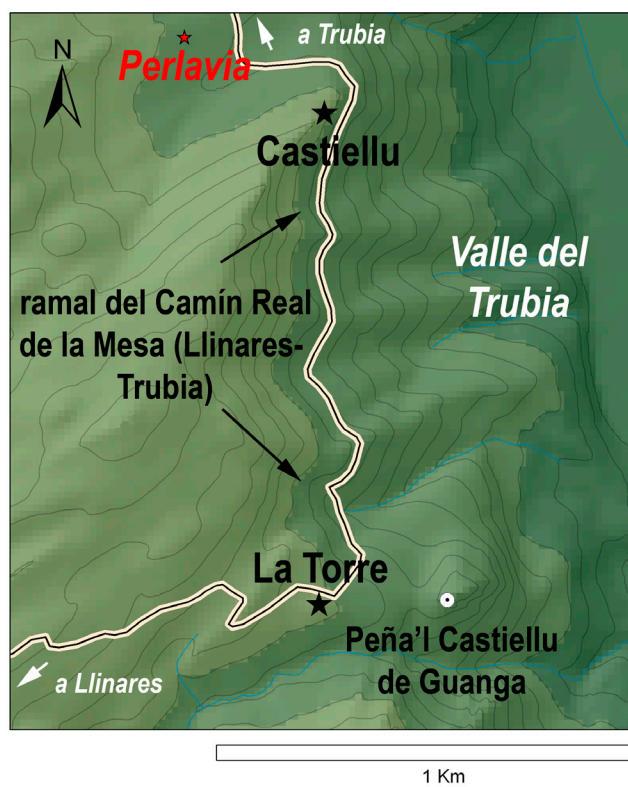 a Trubia
N
Perlavia
Castiellu
Valle del
Trubia
ramal del Camín Real
de la Mesa (Llinares-
Trubia)
La Torre
Peña'l Castiellu
de Guanga
a Llinares
1 Km